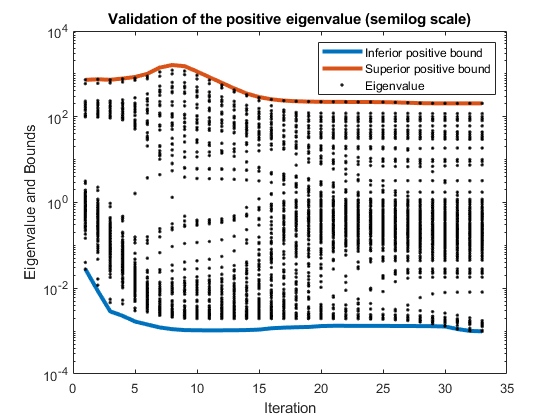 Validation of the positive eigenvalue (semilog scale)
10^4
10^2
10^0
10^-2
10^-4
Eigenvalue and Bounds
Inferior positive bound
Superior positive bound
Eigenvalue
0 5 10 15 20 25 30 35
Iteration